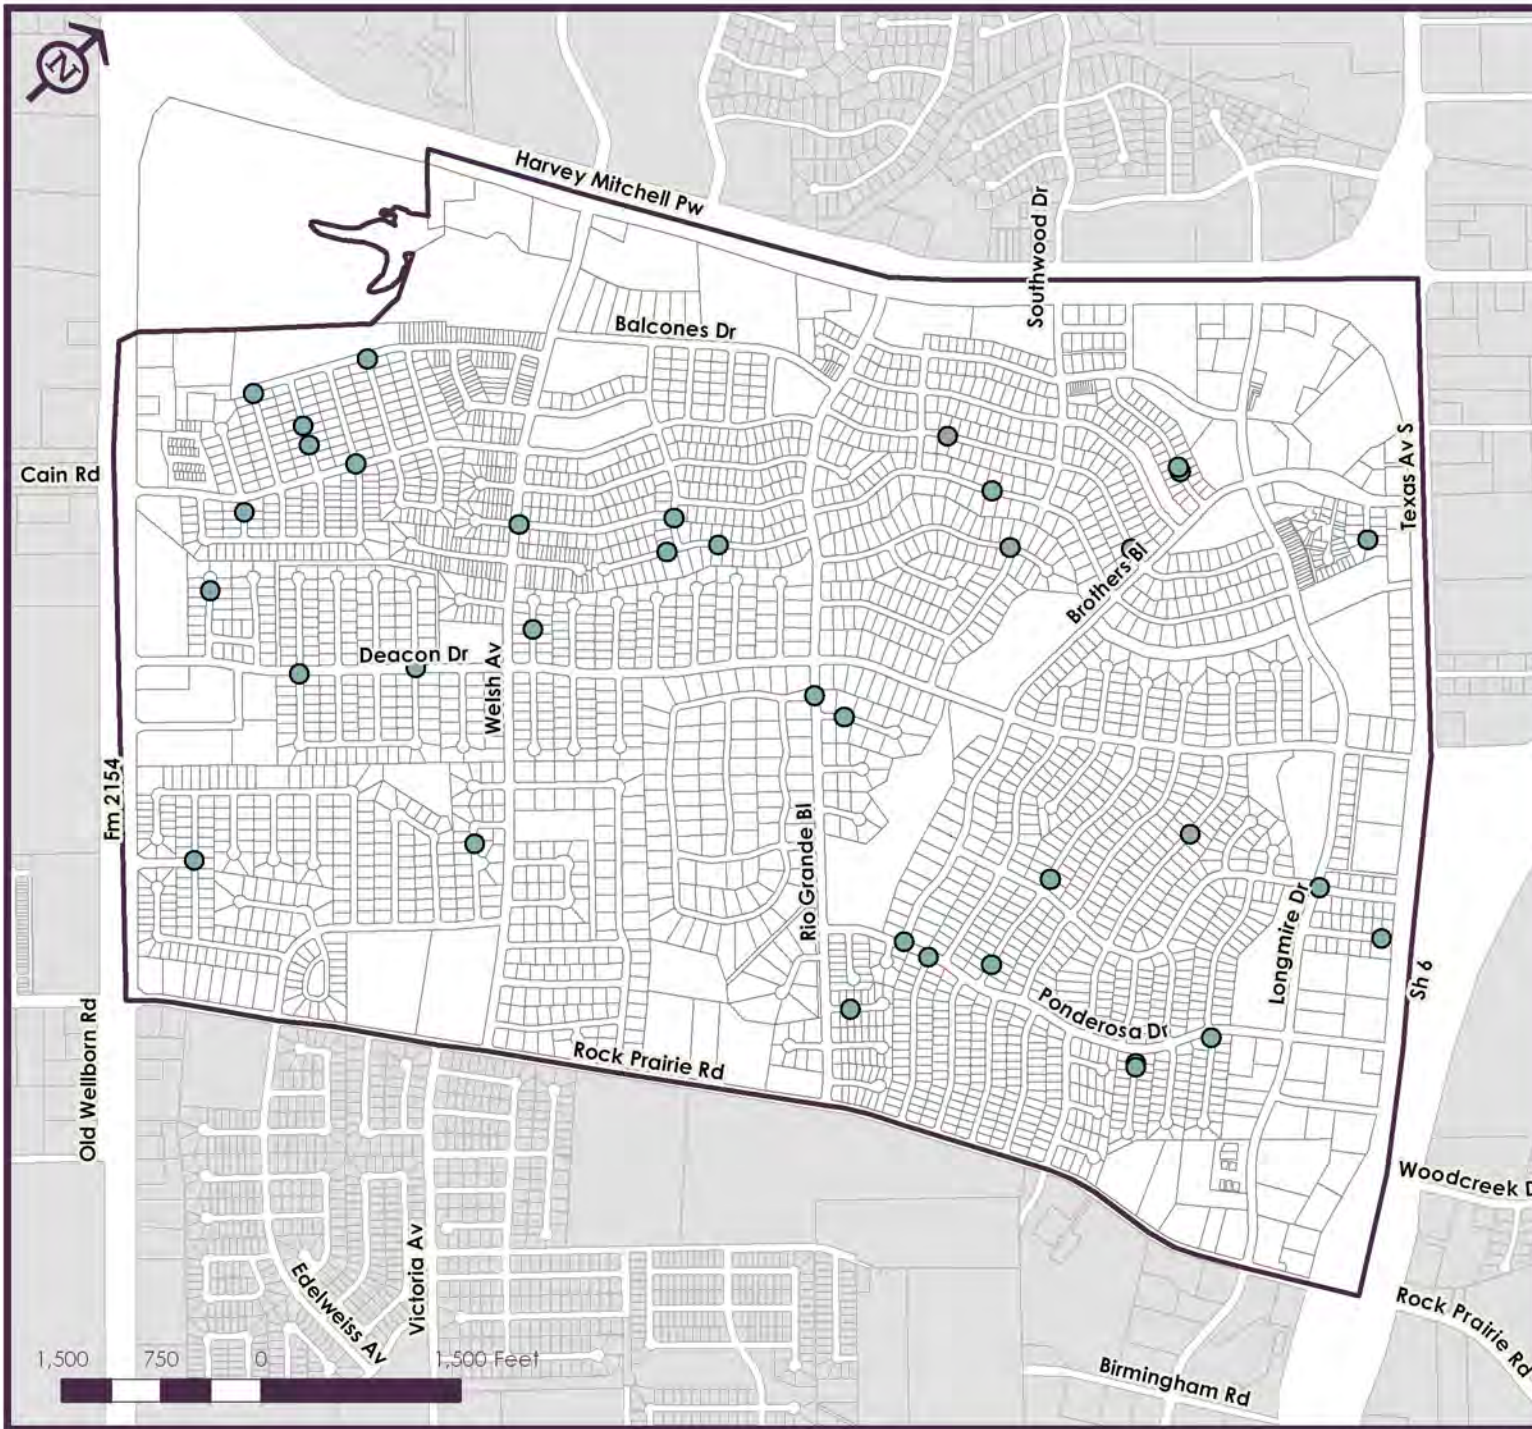 N
Harvey Mitchell Pw
Southwood Dr
Balcones Dr
Texas Av S
Cain Rd
Brothers Bl
Deacon Dr
Welsh Av
Fm 2154
Rio Grande Bl
Longmire Dr
Sh 6
Ponderosa Dr
Old Wellborn Rd
Rock Prairie Rd
Woodcreek D
Victoria Av
Edelweiss Av
Rock Prairie Rd
Birmingham Rd
1,500 750 0 1,500 Feet